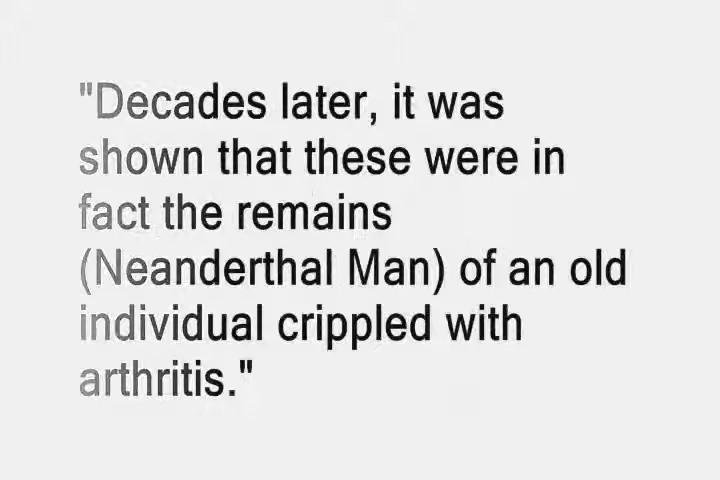 "Decades later, it was
shown that these were in
fact the remains
(Neanderthal Man) of an old
individual crippled with
arthritis."